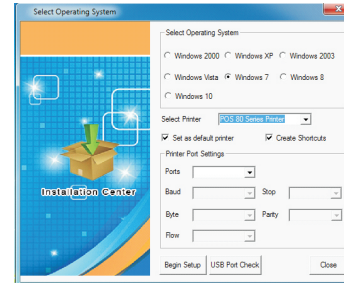 Select Operating System
Select Operating System
Windows 2000 Windows XP Windows 2003
Windows Vista Windows 7 Windows 8
Windows 10
Select Printer POS 80 Series Printer
Set as default printer Create Shortcuts
Printer Port Settings
Ports
Installation Center
Baud Stop
Byte Parity
Flow
Begin Setup USB Port Check Close